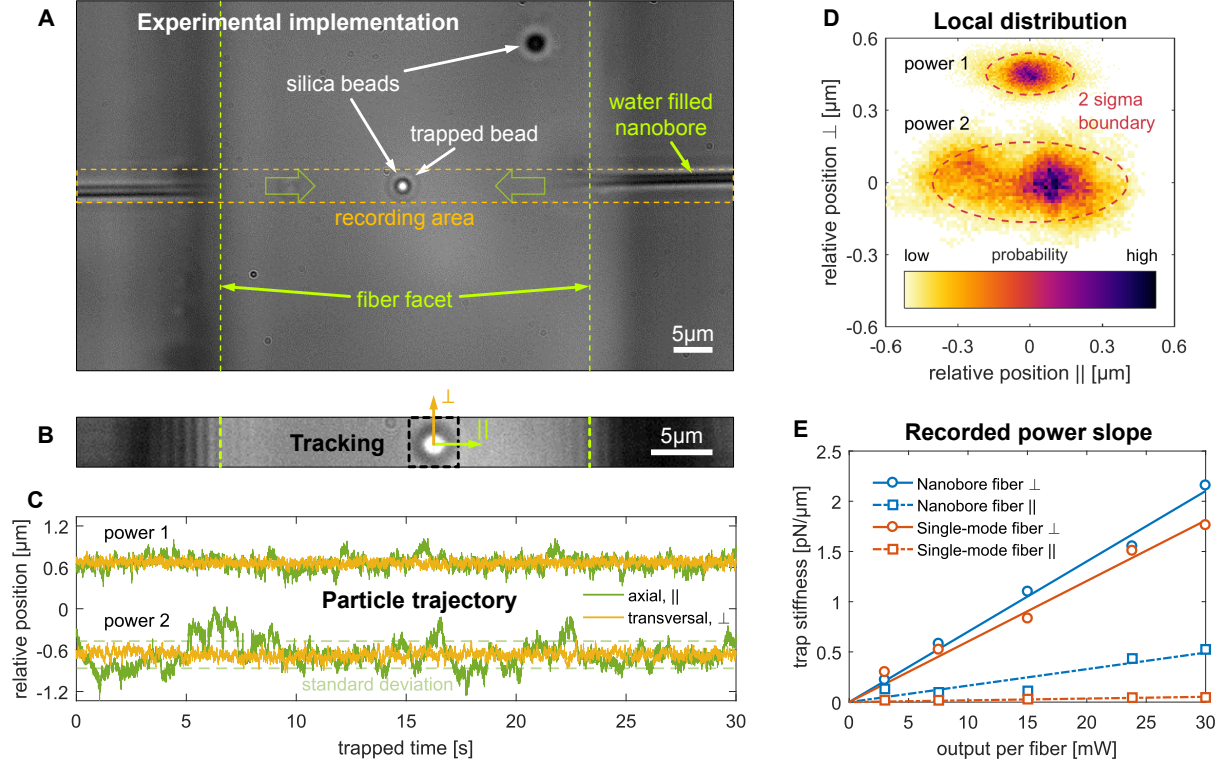 A
Experimental implementation
silica beads
trapped bead
water filled
nanobore
recording area
fiber facet
5µm
B
Tracking
⊥
||
5µm
C
relative position [µm]
1.2
0.6
0
-0.6
-1.2
power 1
Particle trajectory
axial, ||
transversal, ⊥
power 2
standard deviation
0
5
10
15
20
25
30
trapped time [s]
D
Local distribution
relative position ⊥ [µm]
0.6
0.3
0
-0.3
-0.6
power 1
2 sigma
boundary
power 2
low
probability
high
-0.6
-0.3
0
0.3
0.6
relative position || [µm]
E
Recorded power slope
trap stiffness [pN/µm]
2.5
2
1.5
1
0.5
0
Nanobore fiber ⊥
Nanobore fiber ||
Single-mode fiber ⊥
Single-mode fiber ||
0
5
10
15
20
25
30
output per fiber [mW]